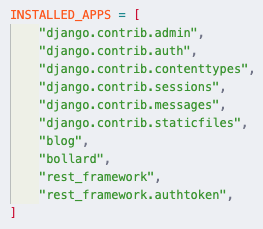 INSTALLED_APPS = [
    "django.contrib.admin",
    "django.contrib.auth",
    "django.contrib.contenttypes",
    "django.contrib.sessions",
    "django.contrib.messages",
    "django.contrib.staticfiles",
    "blog",
    "bollard",
    "rest_framework",
    "rest_framework.authtoken",
]